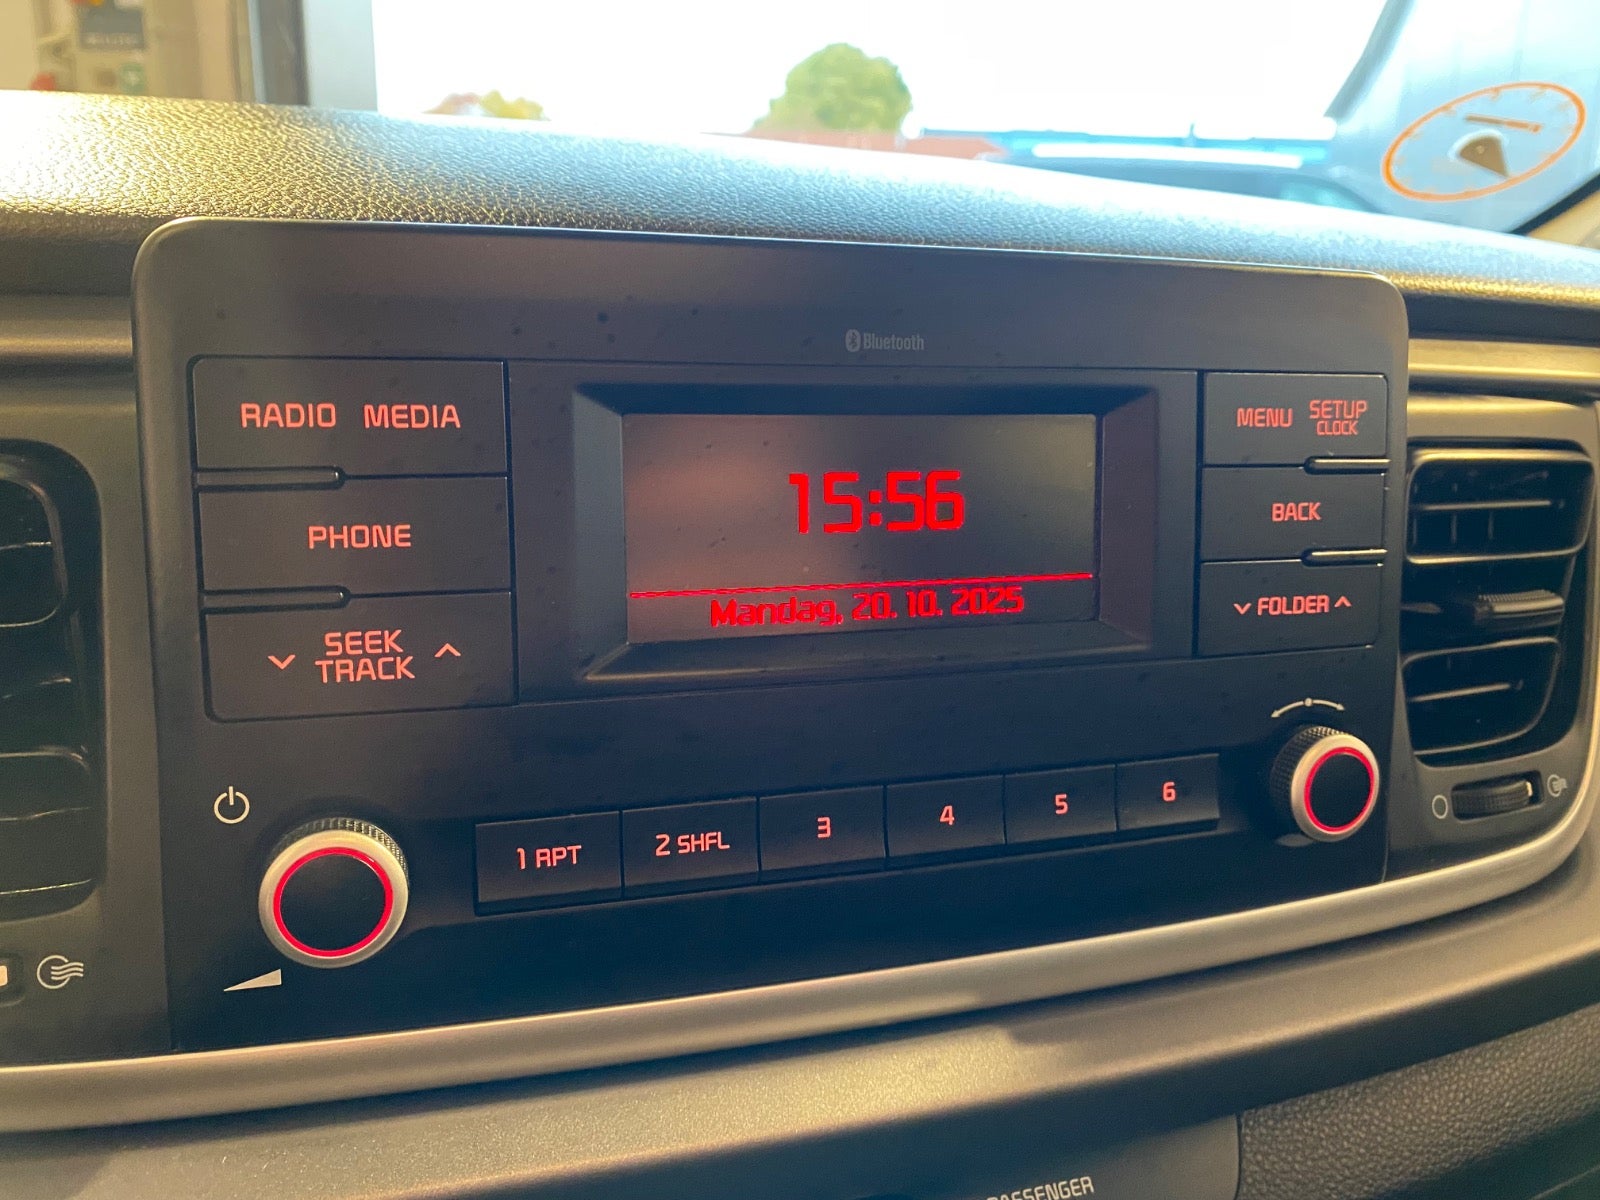 Bluetooth
RADIO MEDIA
MENU SETUP
CLOCK
15:56
PHONE
BACK
Mandag, 20. 10. 2025
FOLDER
SEEK
TRACK
1 RPT
2 SHFL
3
4
5
6
PASSENGER